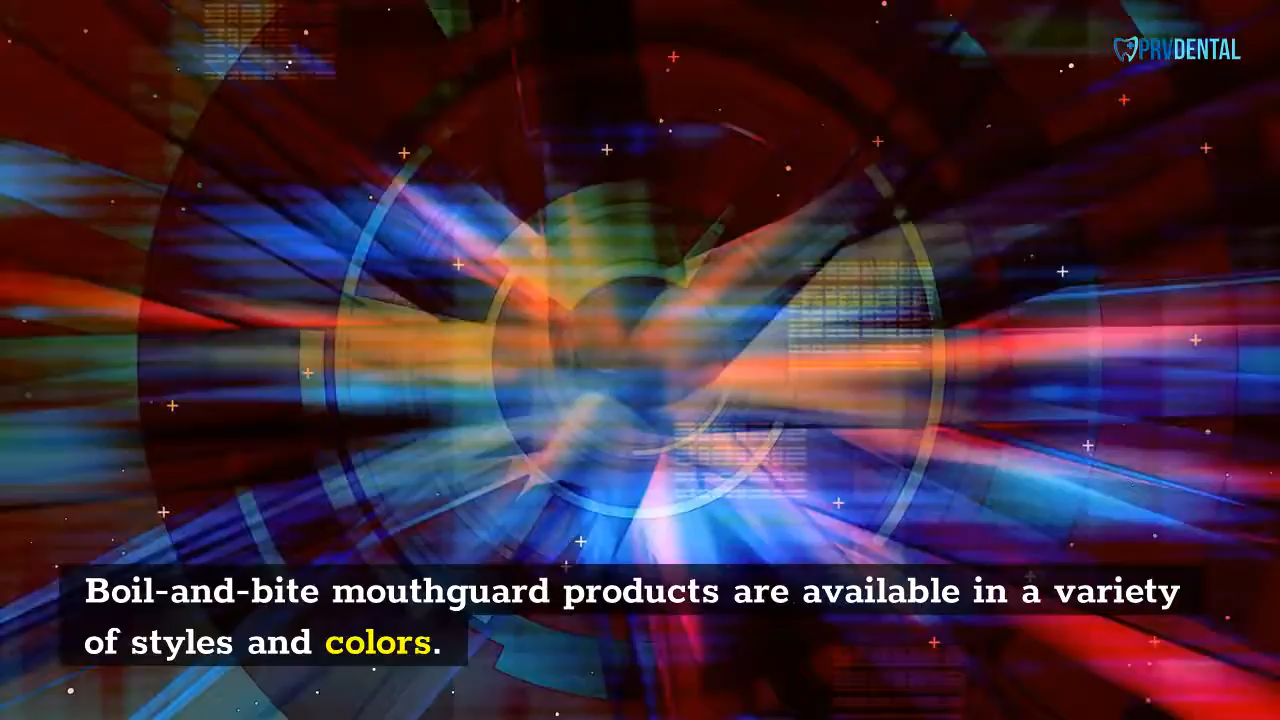 PRVDENTAL
Boil-and-bite mouthguard products are available in a variety
of styles and colors.